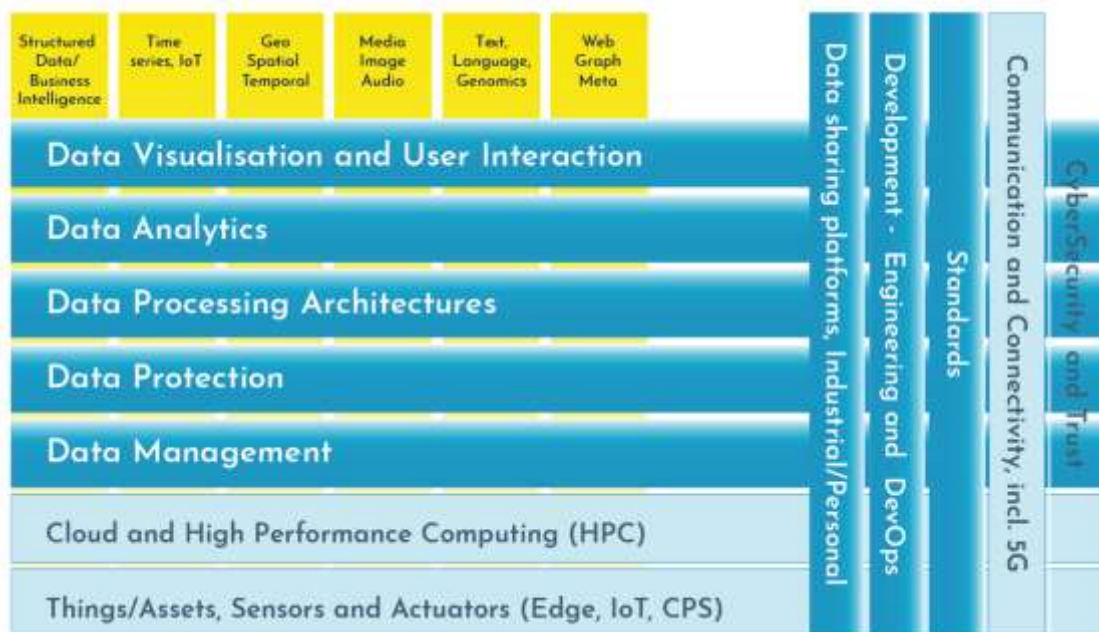 Structured
Data/
Business
Intelligence
Time
series, IoT
Geo
Spatial
Temporal
Media
Image
Audio
Text,
Language,
Genomics
Web
Graph
Meta
Data Visualisation and User Interaction
Data Analytics
Data Processing Architectures
Data Protection
Data Management
Cloud and High Performance Computing (HPC)
Things/Assets, Sensors and Actuators (Edge, IoT, CPS)
Data sharing platforms, Industrial/Personal
Development - Engineering and DevOps
Standards
Communication and Connectivity, incl. 5G
CyberSecurity and Trust